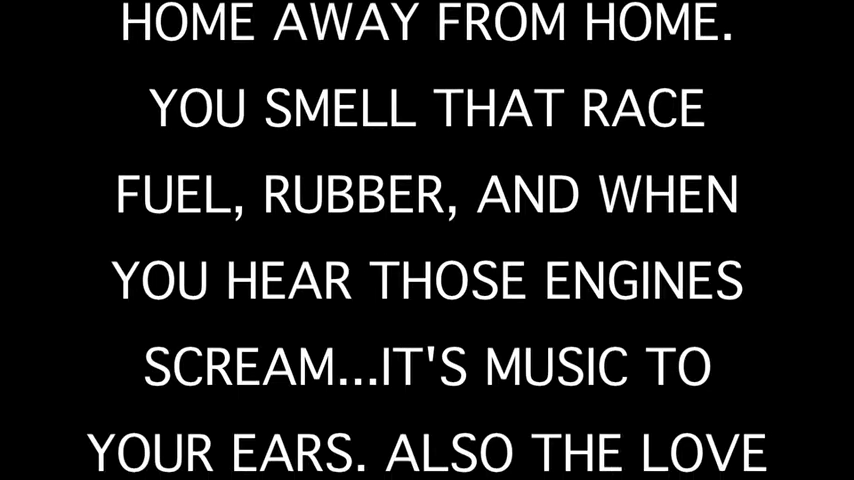 HOME AWAY FROM HOME.
YOU SMELL THAT RACE
FUEL, RUBBER, AND WHEN
YOU HEAR THOSE ENGINES
SCREAM...IT'S MUSIC TO
YOUR EARS. ALSO THE LOVE